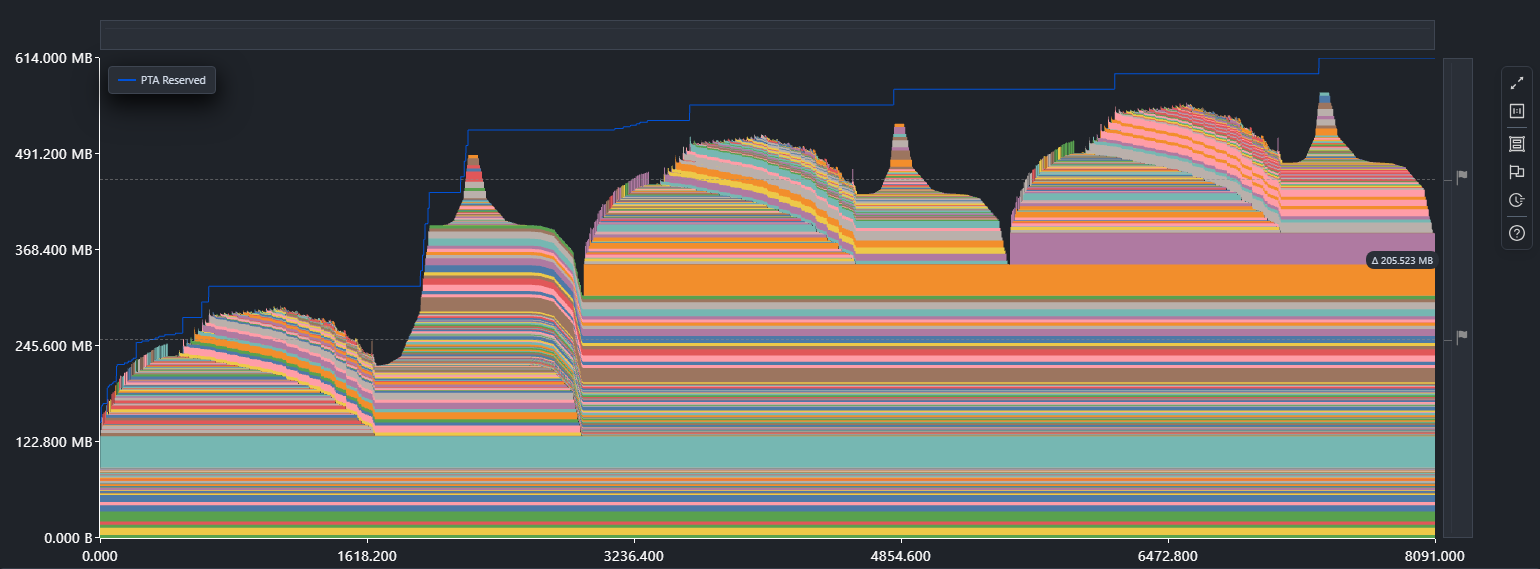 614.000 MB
PTA Reserved
491.200 MB
368.400 MB
Δ 205.523 MB
245.600 MB
122.800 MB
0.000 B
0.000 1618.200 3236.400 4854.600 6472.800 8091.000